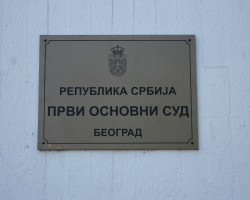 РЕПУБЛИКА СРБИЈА
ПРВИ ОСНОВНИ СУД
БЕОГРАД